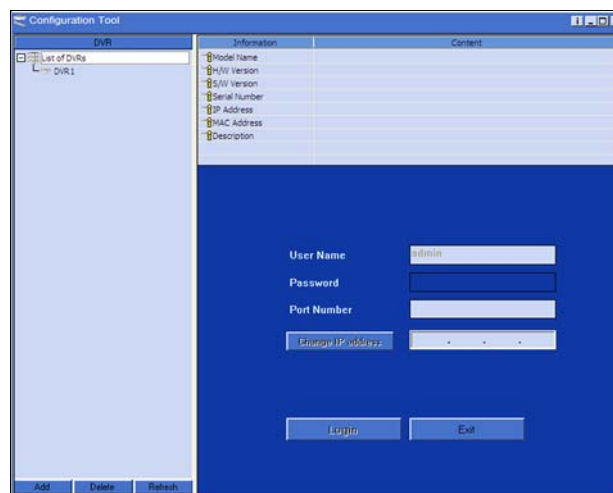 Configuration Tool
DVR
Information Content
List of DVRs
DVR1
Model Name
H/W Version
S/W Version
Serial Number
IP Address
MAC Address
Description
User Name admin
Password
Port Number
Change IP address . . .
Login Exit
Add Delete Refresh